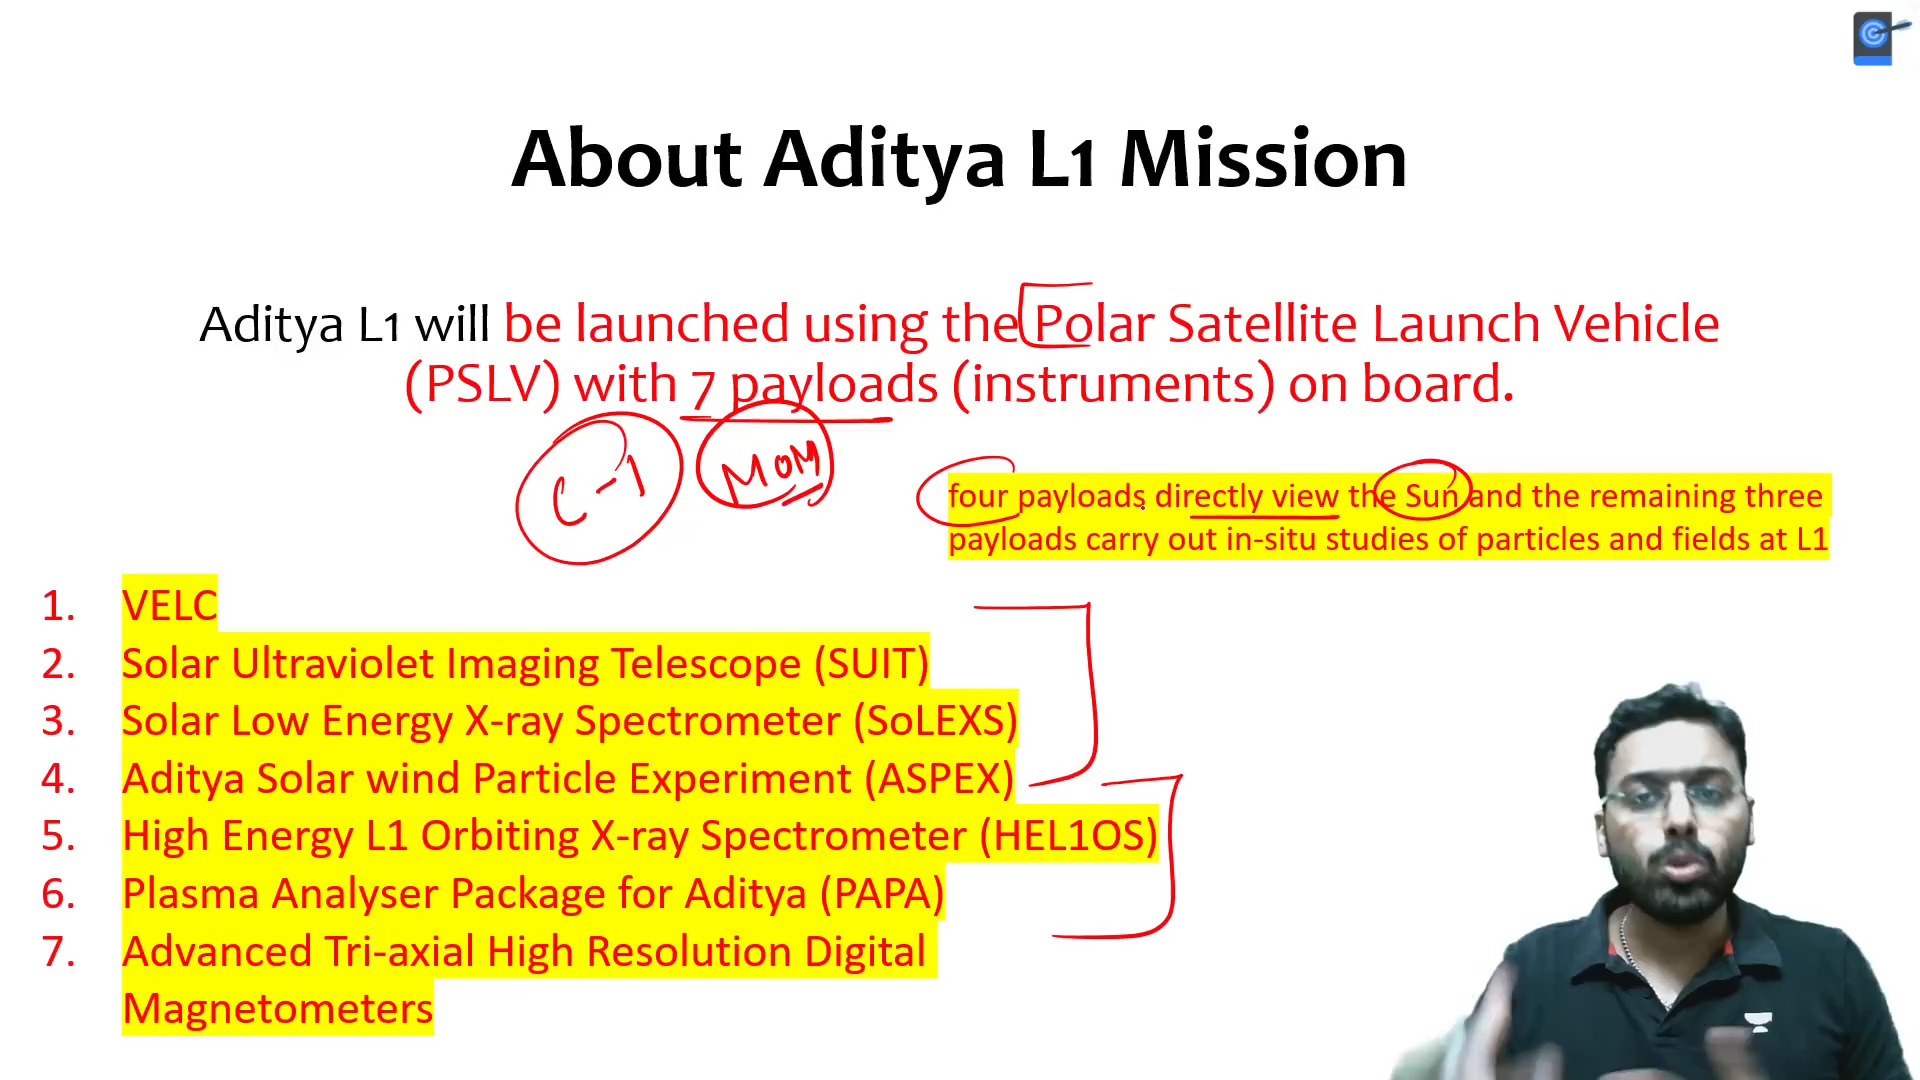 About Aditya L1 Mission
Aditya L1 will be launched using the Polar Satellite Launch Vehicle
(PSLV) with 7 payloads (instruments) on board.
C-1 MOM
four payloads directly view the Sun and the remaining three
payloads carry out in-situ studies of particles and fields at L1
1. VELC
2. Solar Ultraviolet Imaging Telescope (SUIT)
3. Solar Low Energy X-ray Spectrometer (SoLEXS)
4. Aditya Solar wind Particle Experiment (ASPEX)
5. High Energy L1 Orbiting X-ray Spectrometer (HEL1OS)
6. Plasma Analyser Package for Aditya (PAPA)
7. Advanced Tri-axial High Resolution Digital
Magnetometers